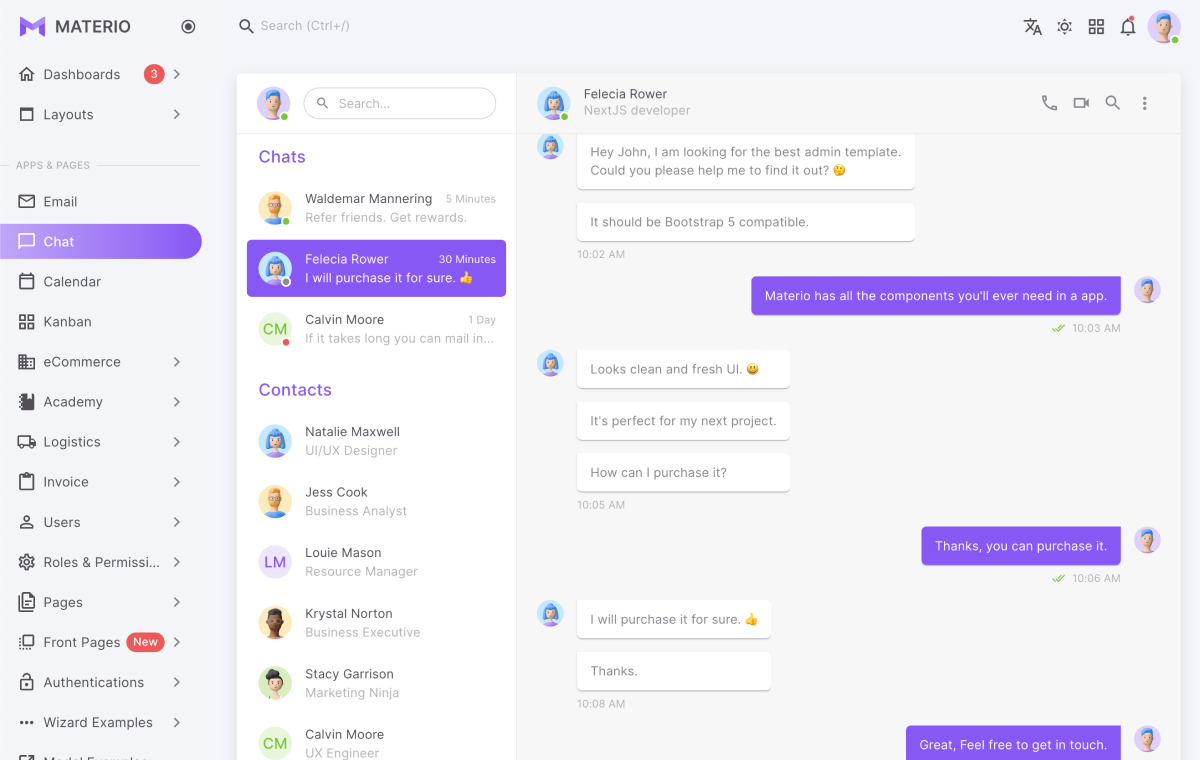 MATERIO
Search (Ctrl+/)
Dashboards 3
Layouts
APPS & PAGES
Email
Chat
Calendar
Kanban
eCommerce
Academy
Logistics
Invoice
Users
Roles & Permissi...
Pages
Front Pages New
Authentications
Wizard Examples
Search...
Chats
Waldemar Mannering 5 Minutes
Refer friends. Get rewards.
Felecia Rower 30 Minutes
I will purchase it for sure. 👍
CM
Calvin Moore 1 Day
If it takes long you can mail in...
Contacts
Natalie Maxwell
UI/UX Designer
Jess Cook
Business Analyst
LM
Louie Mason
Resource Manager
Krystal Norton
Business Executive
Stacy Garrison
Marketing Ninja
CM
Calvin Moore
UX Engineer
Felecia Rower
NextJS developer
Hey John, I am looking for the best admin template.
Could you please help me to find it out? 🤔
It should be Bootstrap 5 compatible.
10:02 AM
Materio has all the components you'll ever need in a app.
10:03 AM
Looks clean and fresh UI. 😃
It's perfect for my next project.
How can I purchase it?
10:05 AM
Thanks, you can purchase it.
10:06 AM
I will purchase it for sure. 👍
Thanks.
10:08 AM
Great, Feel free to get in touch.